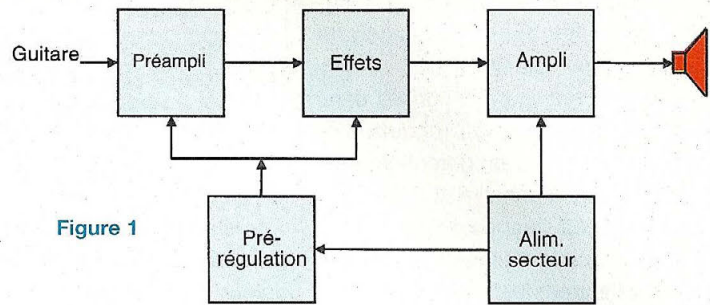 Guitare
Préampli
Effets
Ampli
Figure 1
Pré-
régulation
Alim.
secteur